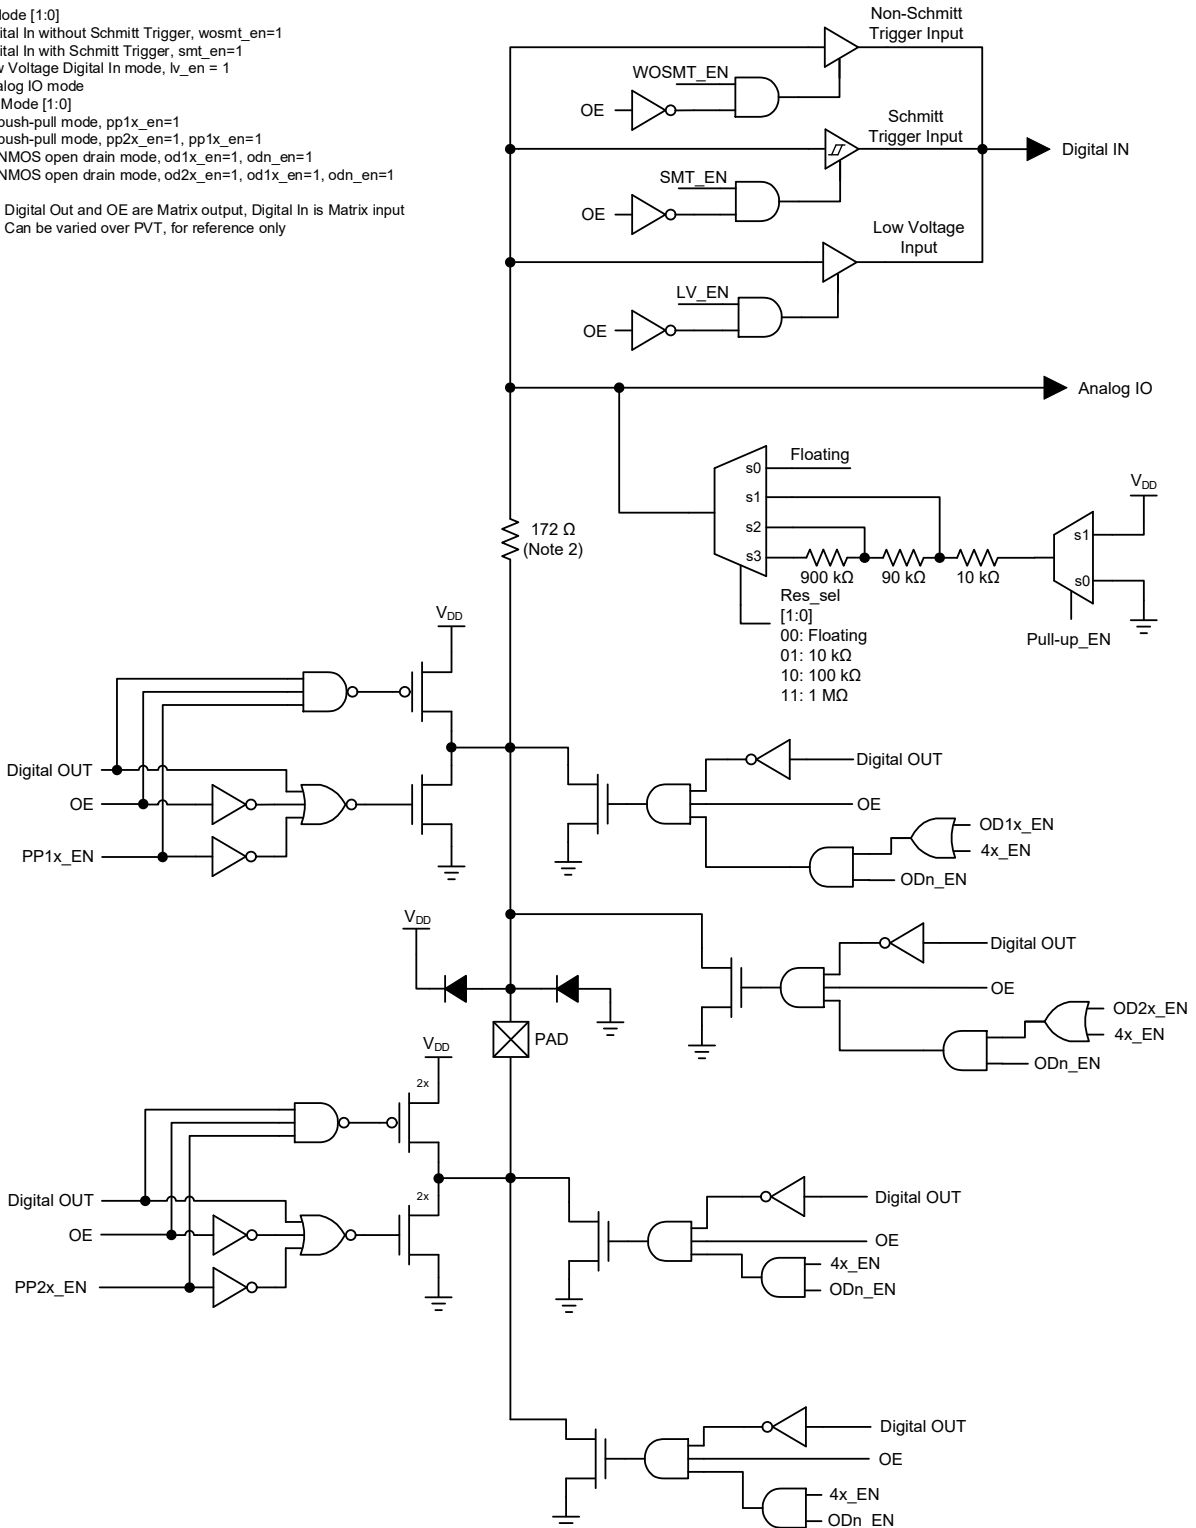 Mode [1:0]
ital In without Schmitt Trigger, wosmt_en=1
ital In with Schmitt Trigger, smt_en=1
Voltage Digital In mode, lv_en = 1
alog IO mode
Mode [1:0]
push-pull mode, pp1x_en=1
push-pull mode, pp2x_en=1, pp1x_en=1
NMOS open drain mode, od1x_en=1, odn_en=1
NMOS open drain mode, od2x_en=1, od1x_en=1, odn_en=1
Digital Out and OE are Matrix output, Digital In is Matrix input
Can be varied over PVT, for reference only
Non-Schmitt
Trigger Input
WOSMT_EN
OE
Schmitt
Trigger Input
Digital IN
SMT_EN
OE
Low Voltage
Input
LV_EN
OE
Analog IO
Floating
s0
s1
s2
s3
VDD
s1
s0
172 Ω
(Note 2)
900 kΩ
90 kΩ
10 kΩ
Res_sel
[1:0]
00: Floating
01: 10 kΩ
10: 100 kΩ
11: 1 MΩ
Pull-up_EN
VDD
Digital OUT
OE
PP1x_EN
Digital OUT
OE
OD1x_EN
4x_EN
ODn_EN
VDD
Digital OUT
OE
OD2x_EN
4x_EN
ODn_EN
PAD
VDD
2x
2x
Digital OUT
OE
PP2x_EN
Digital OUT
OE
4x_EN
ODn_EN
Digital OUT
OE
4x_EN
ODn_EN